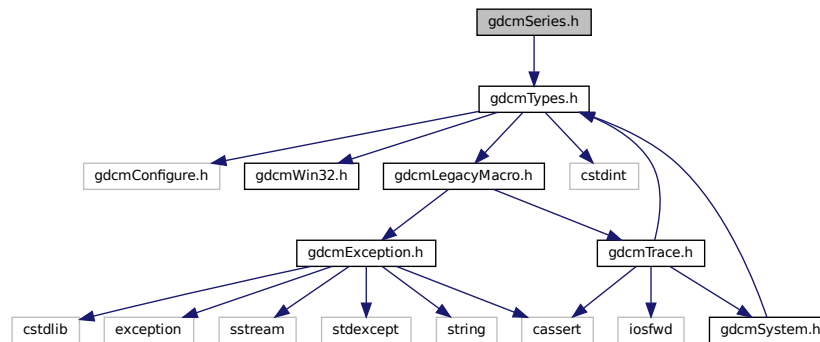 gdcmSeries.h
gdcmTypes.h
gdcmConfigure.h
gdcmWin32.h
gdcmLegacyMacro.h
cstdint
gdcmException.h
gdcmTrace.h
cstdlib
exception
sstream
stdexcept
string
cassert
iosfwd
gdcmSystem.h